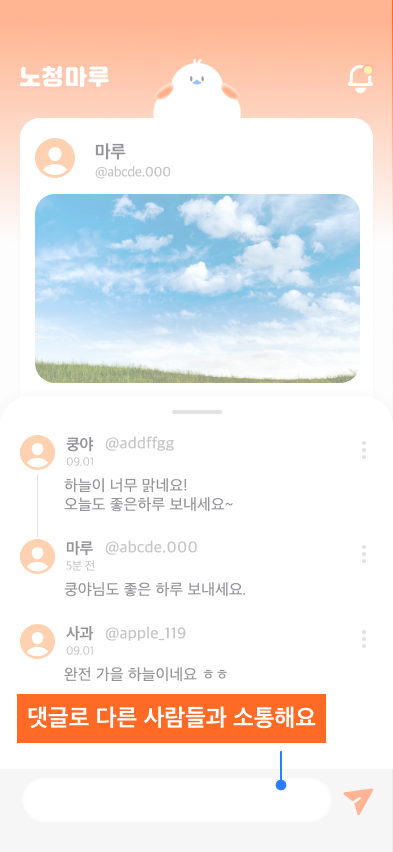 노청마루
마루
@abcde.000
쿵야 @addffgg
09.01
하늘이 너무 맑네요!
오늘도 좋은하루 보내세요~
마루 @abcde.000
5분 전
쿵야님도 좋은 하루 보내세요.
사과 @apple_119
09.01
완전 가을 하늘이네요 ㅎㅎ
댓글로 다른 사람들과 소통해요